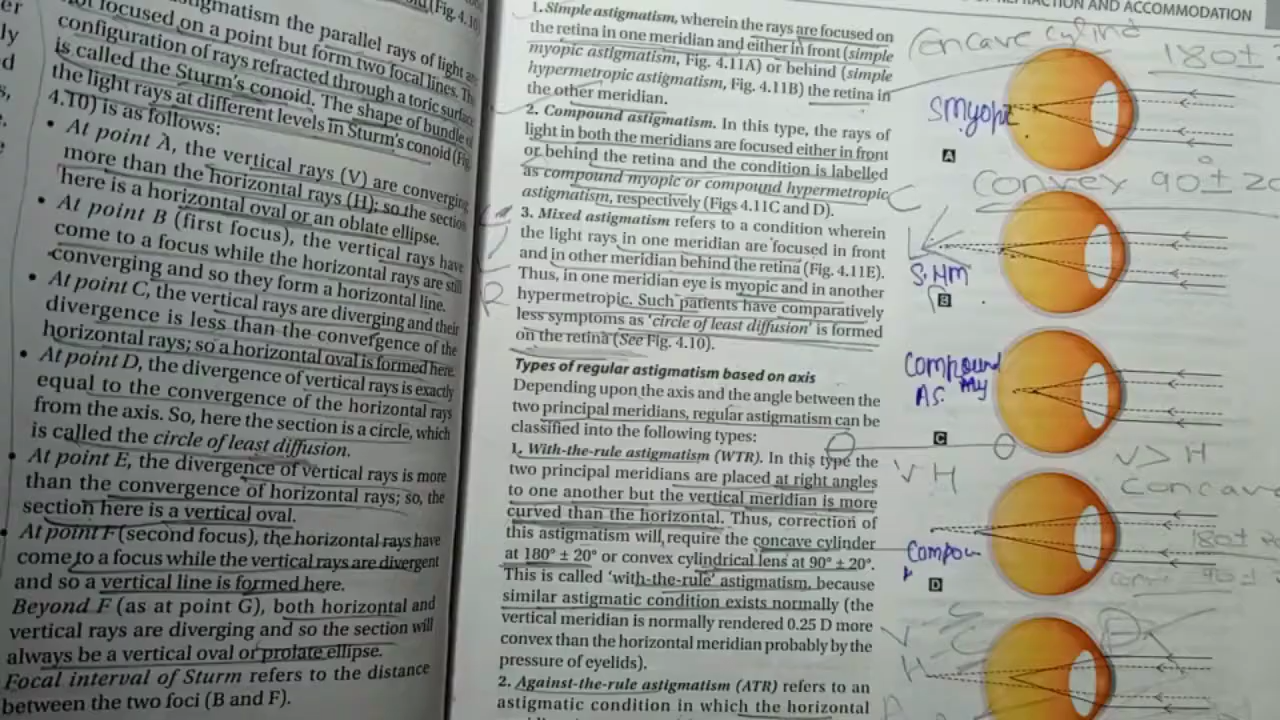 er
ly
d
s,
(Fig. 4.10)
igmatism the parallel rays of light are
not focused on a point but form two focal lines. The
configuration of rays refracted through a toric surface
is called the Sturm's conoid. The shape of bundle of
the light rays at different levels in Sturm's conoid (Fig.
4.10) is as follows:
• At point A, the vertical rays (V) are converging
more than the horizontal rays (H); so the section
here is a horizontal oval or an oblate ellipse.
• At point B (first focus), the vertical rays have
come to a focus while the horizontal rays are still
converging and so they form a horizontal line.
• At point C, the vertical rays are diverging and their
divergence is less than the convergence of the
horizontal rays; so a horizontal oval is formed here.
• At point D, the divergence of vertical rays is exactly
equal to the convergence of the horizontal rays
from the axis. So, here the section is a circle, which
is called the circle of least diffusion.
• At point E, the divergence of vertical rays is more
than the convergence of horizontal rays; so, the
section here is a vertical oval.
• At point F (second focus), the horizontal rays have
come to a focus while the vertical rays are divergent
and so a vertical line is formed here.
Beyond F (as at point G), both horizontal and
vertical rays are diverging and so the section will
always be a vertical oval or prolate ellipse.
Focal interval of Sturm refers to the distance
between the two foci (B and F).
REFRACTION AND ACCOMMODATION
1. Simple astigmatism, wherein the rays are focused on
the retina in one meridian and either in front (simple
myopic astigmatism, Fig. 4.11A) or behind (simple
hypermetropic astigmatism, Fig. 4.11B) the retina in
the other meridian.
2. Compound astigmatism. In this type, the rays of
light in both the meridians are focused either in front
or behind the retina and the condition is labelled
as compound myopic or compound hypermetropic
astigmatism, respectively (Figs 4.11C and D).
3. Mixed astigmatism refers to a condition wherein
the light rays in one meridian are focused in front
and in other meridian behind the retina (Fig. 4.11E).
Thus, in one meridian eye is myopic and in another
hypermetropic. Such patients have comparatively
less symptoms as 'circle of least diffusion' is formed
on the retina (See Fig. 4.10).
Types of regular astigmatism based on axis
Depending upon the axis and the angle between the
two principal meridians, regular astigmatism can be
classified into the following types:
1. With-the-rule astigmatism (WTR). In this type the
two principal meridians are placed at right angles
to one another but the vertical meridian is more
curved than the horizontal. Thus, correction of
this astigmatism will require the concave cylinder
at 180° ± 20° or convex cylindrical lens at 90° ± 20°.
This is called 'with-the-rule' astigmatism, because
similar astigmatic condition exists normally (the
vertical meridian is normally rendered 0.25 D more
convex than the horizontal meridian probably by the
pressure of eyelids).
2. Against-the-rule astigmatism (ATR) refers to an
astigmatic condition in which the horizontal
Concave cylind
180±
SMyopic
A
Convex 90±20
S.HM
B
Compound
AS. My
C
V H
V > H
Concave
Compou
D
V
H